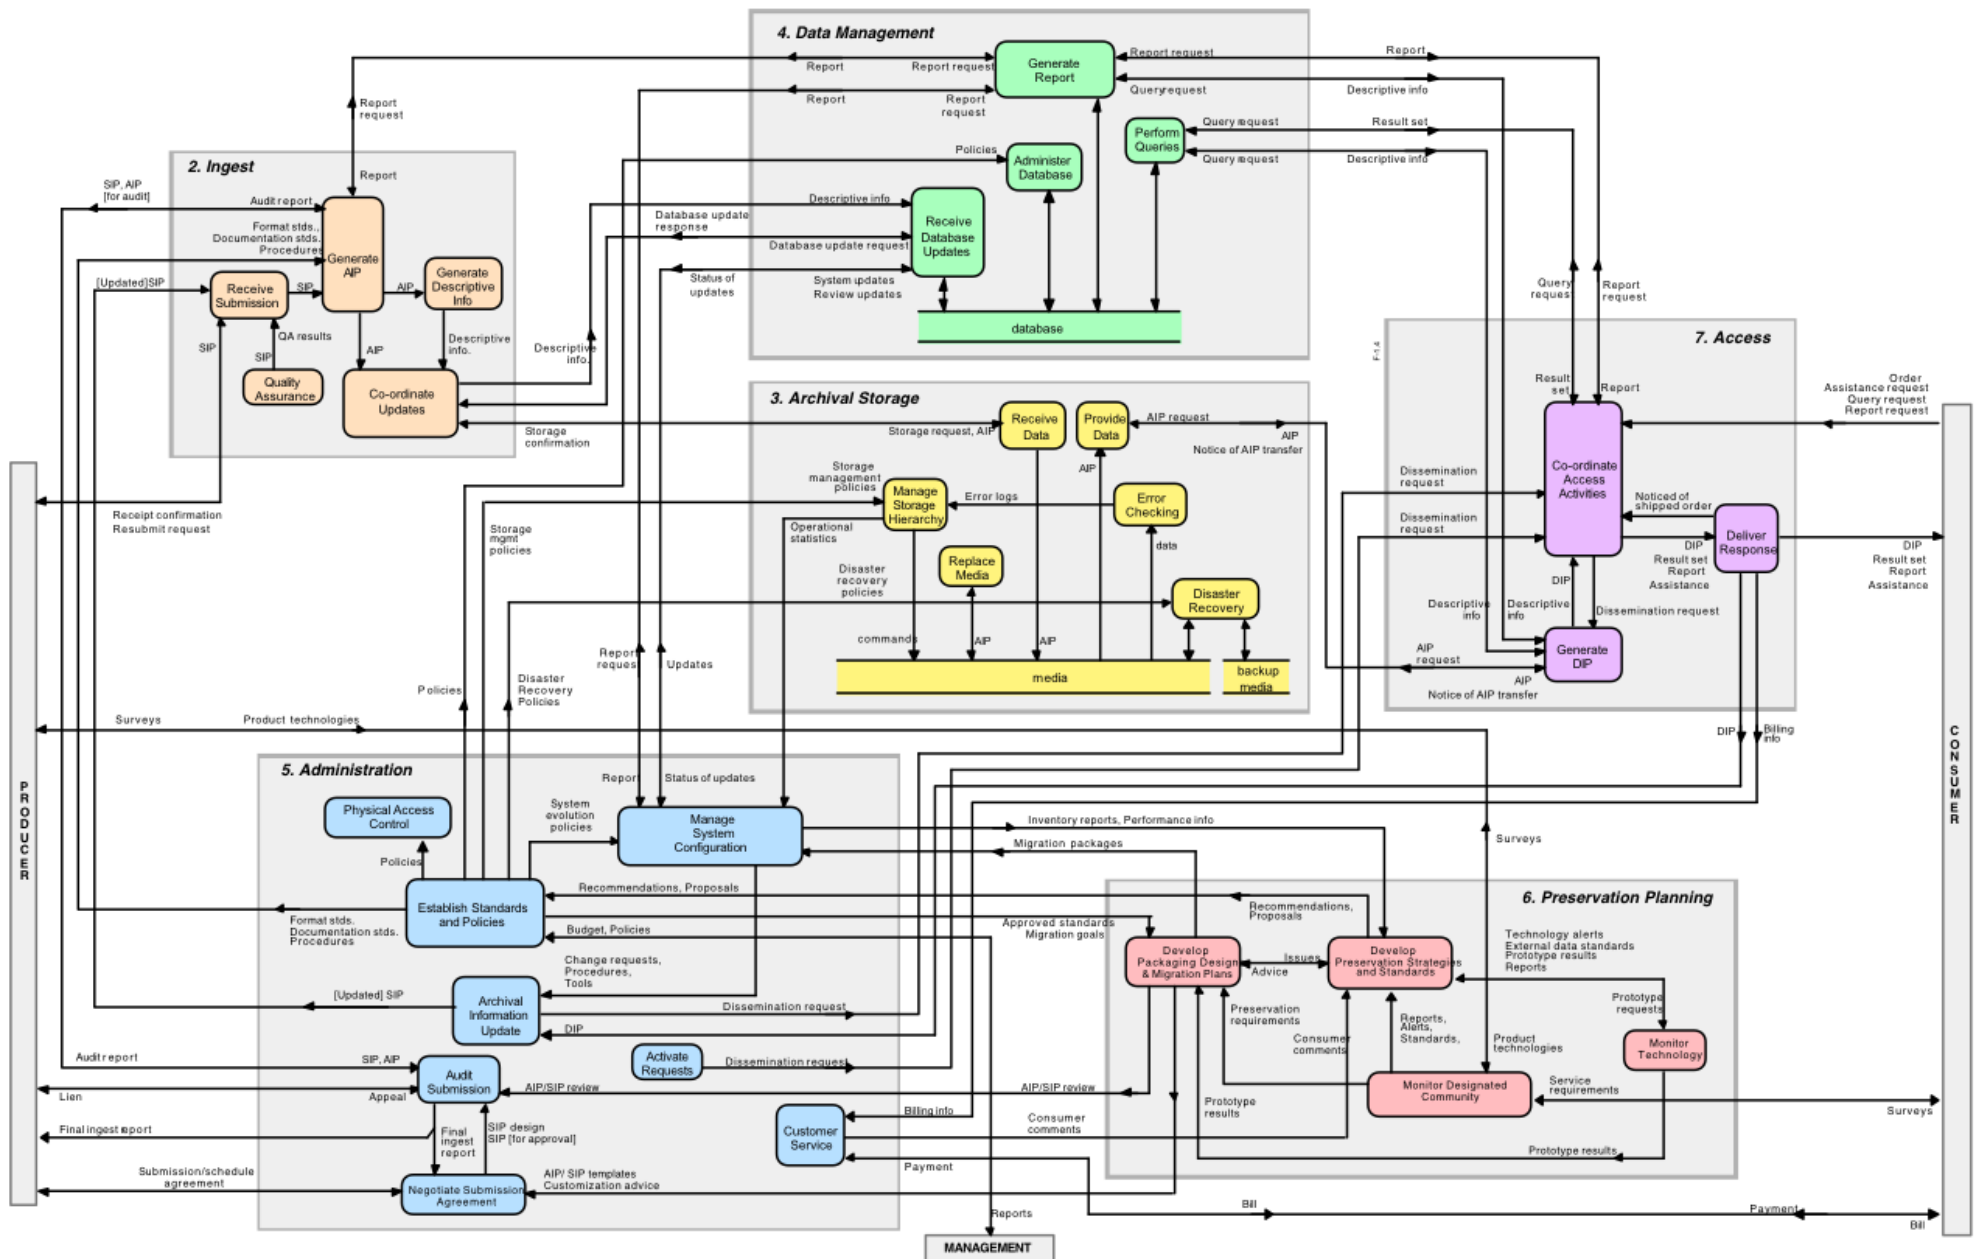 4. Data Management
Generate
Report
Report request
Report
Report
Report request
Query request
Descriptive info
Report
Report
request
Report
request
Perform
Queries
Query request
Result set
Query request
Descriptive info
Policies
Administer
Database
2. Ingest
Report
SIP, AIP
[for audit]
Audit report
Format stds.,
Documentation stds.
Procedures
Generate
AIP
[Updated]SIP
Receive
Submission
SIP
AIP
Generate
Descriptive
Info
QA results
SIP
SIP
Quality
Assurance
AIP
Descriptive
info.
Co-ordinate
Updates
Descriptive
info.
Descriptive info
Database update
response
Database update request
Receive
Database
Updates
Status of
updates
System updates
Review updates
database
Storage
confirmation
3. Archival Storage
Storage request, AIP
Receive
Data
Provide
Data
AIP request
AIP
Notice of AIP transfer
AIP
Storage
management
policies
Manage
Storage
Hierarchy
Error logs
Error
Checking
Operational
statistics
data
Replace
Media
Disaster
recovery
policies
Disaster
Recovery
commands
AIP
AIP
media
backup
media
Query
request
Report
request
F-1.4
7. Access
Result
set
Report
Order
Assistance request
Query request
Report request
Co-ordinate
Access
Activities
Dissemination
request
Dissemination
request
Noticed of
shipped order
Deliver
Response
DIP
Result set
Report
Assistance
DIP
Result set
Report
Assistance
DIP
Dissemination request
Descriptive
info
Descriptive
info
Generate
DIP
AIP
request
AIP
Notice of AIP transfer
DIP
Billing
info
PRODUCER
CONSUMER
Receipt confirmation
Resubmit request
Storage
mgmt
policies
Policies
Disaster
Recovery
Policies
Report
request
Updates
Surveys
Product technologies
5. Administration
Report
Status of updates
Physical Access
Control
System
evolution
policies
Manage
System
Configuration
Policies
Inventory reports, Performance info
Migration packages
Surveys
Establish Standards
and Policies
Recommendations, Proposals
Budget, Policies
Format stds.
Documentation stds.
Procedures
Change requests,
Procedures,
Tools
Approved standards
Migration goals
6. Preservation Planning
Recommendations,
Proposals
Develop
Packaging Design
& Migration Plans
Issues
Advice
Develop
Preservation Strategies
and Standards
Technology alerts
External data standards
Prototype results
Reports
Prototype
requests
Monitor
Technology
[Updated] SIP
Archival
Information
Update
Dissemination request
DIP
Preservation
requirements
Consumer
comments
Reports,
Alerts,
Standards,
Product
technologies
Audit report
SIP, AIP
Audit
Submission
Activate
Requests
Dissemination request
Lien
Appeal
AIP/SIP review
AIP/SIP review
Monitor Designated
Community
Service
requirements
Surveys
Prototype
results
Billing info
Consumer
comments
Customer
Service
Payment
Prototype results
Final ingest report
Final
ingest
report
SIP design
SIP [for approval]
Submission/schedule
agreement
Negotiate Submission
Agreement
AIP/ SIP templates
Customization advice
Reports
Bill
Payment
Bill
MANAGEMENT